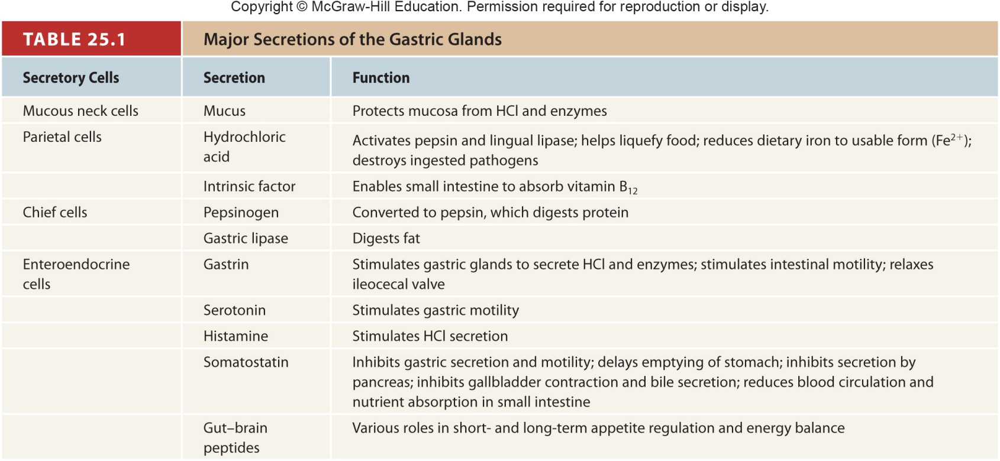 Copyright © McGraw-Hill Education. Permission required for reproduction or display.
TABLE 25.1 Major Secretions of the Gastric Glands
Secretory Cells Secretion Function
Mucous neck cells Mucus Protects mucosa from HCl and enzymes
Parietal cells Hydrochloric acid Activates pepsin and lingual lipase; helps liquefy food; reduces dietary iron to usable form (Fe²⁺);
destroys ingested pathogens
Intrinsic factor Enables small intestine to absorb vitamin B₁₂
Chief cells Pepsinogen Converted to pepsin, which digests protein
Gastric lipase Digests fat
Enteroendocrine cells Gastrin Stimulates gastric glands to secrete HCl and enzymes; stimulates intestinal motility; relaxes
ileocecal valve
Serotonin Stimulates gastric motility
Histamine Stimulates HCl secretion
Somatostatin Inhibits gastric secretion and motility; delays emptying of stomach; inhibits secretion by
pancreas; inhibits gallbladder contraction and bile secretion; reduces blood circulation and
nutrient absorption in small intestine
Gut–brain peptides Various roles in short- and long-term appetite regulation and energy balance